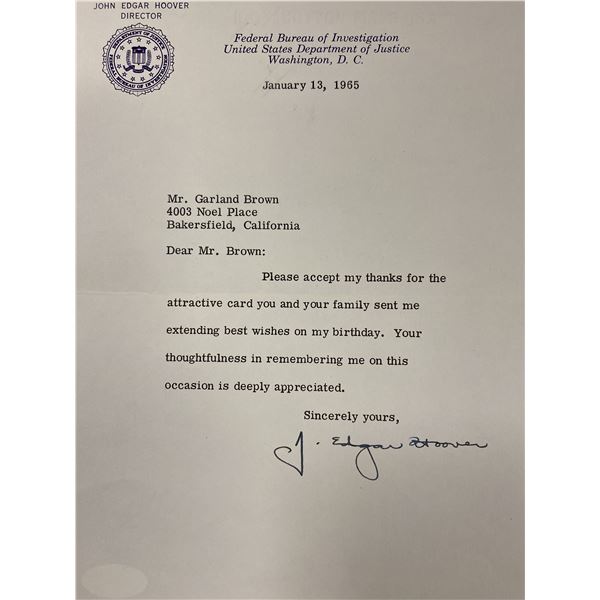 JOHN EDGAR HOOVER
DIRECTOR
Federal Bureau of Investigation
United States Department of Justice
Washington, D. C.
January 13, 1965
Mr. Garland Brown
4003 Noel Place
Bakersfield, California
Dear Mr. Brown:
Please accept my thanks for the
attractive card you and your family sent me
extending best wishes on my birthday. Your
thoughtfulness in remembering me on this
occasion is deeply appreciated.
Sincerely yours,
J. Edgar Hoover